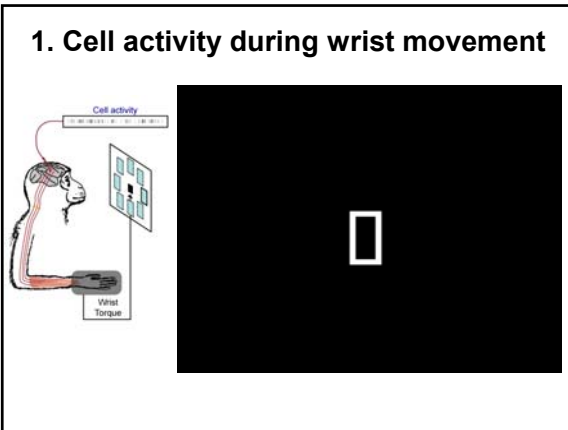 1. Cell activity during wrist movement
Cell activity
Wrist
Torque